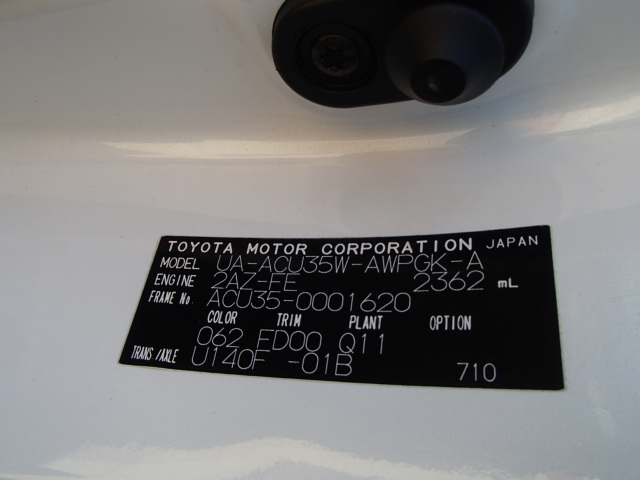 TOYOTA MOTOR CORPORATION JAPAN
MODEL UA-ACU35W-AWPGK-A
ENGINE 2AZ-FE 2362 mL
FRAME No. ACU35-0001620
COLOR TRIM PLANT OPTION
062 FD00 Q11
TRANS/AXLE U140F -01B 710